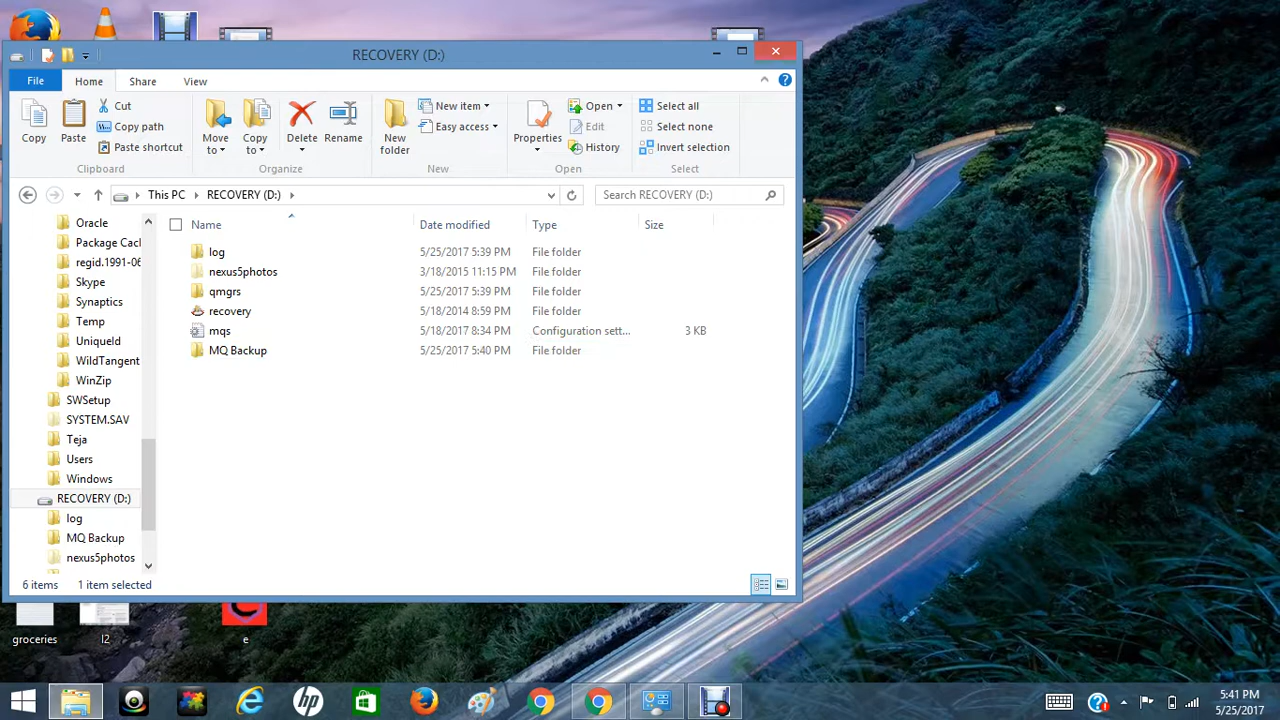 RECOVERY (D:)
File Home Share View
Copy Paste Cut Copy path Paste shortcut Move to Copy to Delete Rename New folder New item Easy access Properties Open Edit History Select all Select none Invert selection
Clipboard Organize New Open Select
This PC RECOVERY (D:) Search RECOVERY (D:)
Name Date modified Type Size
Oracle
Package Cacl
regid.1991-06
Skype
Synaptics
Temp
UniqueId
WildTangent
WinZip
SWSetup
SYSTEM.SAV
Teja
Users
Windows
RECOVERY (D:)
log
MQ Backup
nexus5photos
log 5/25/2017 5:39 PM File folder
nexus5photos 3/18/2015 11:15 PM File folder
qmgrs 5/25/2017 5:39 PM File folder
recovery 5/18/2014 8:59 PM File folder
mqs 5/18/2017 8:34 PM Configuration sett... 3 KB
MQ Backup 5/25/2017 5:40 PM File folder
6 items 1 item selected
groceries l2 e
hp
5:41 PM
5/25/2017